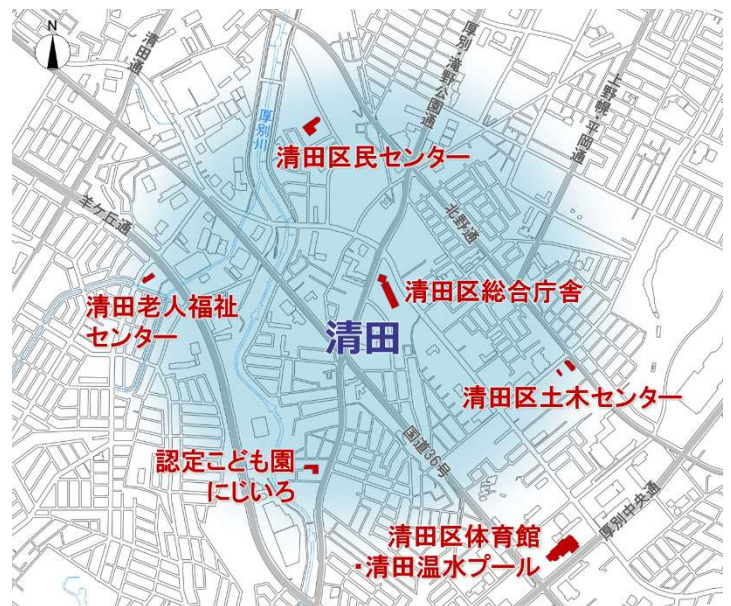 N
清田通
厚別川
厚別・滝野公園通
上野幌・平岡通
清田区民センター
羊ケ丘通
北野通
清田老人福祉
センター
清田区総合庁舎
清田
清田区土木センター
国道36号
認定こども園
にじいろ
清田区体育館
・清田温水プール
厚別中央通